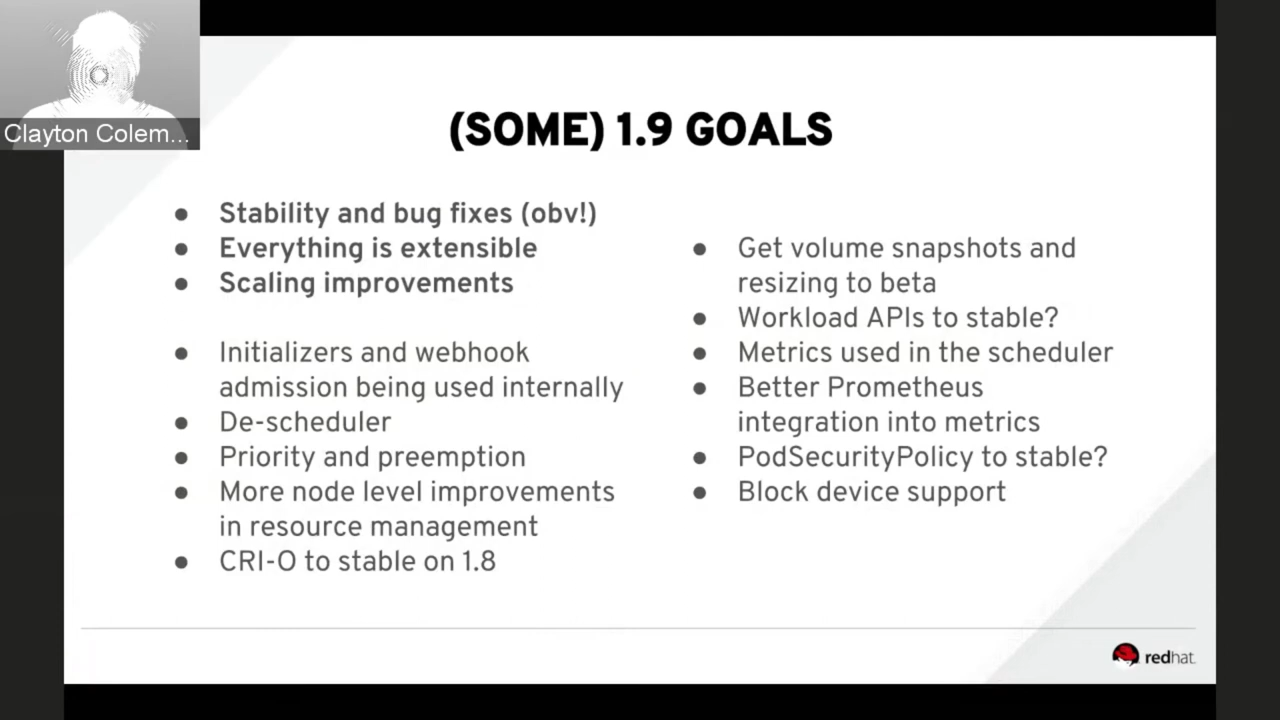 Clayton Colem...
(SOME) 1.9 GOALS
● Stability and bug fixes (obv!)
● Everything is extensible
● Scaling improvements
● Initializers and webhook
admission being used internally
● De-scheduler
● Priority and preemption
● More node level improvements
in resource management
● CRI-O to stable on 1.8
● Get volume snapshots and
resizing to beta
● Workload APIs to stable?
● Metrics used in the scheduler
● Better Prometheus
integration into metrics
● PodSecurityPolicy to stable?
● Block device support
redhat.